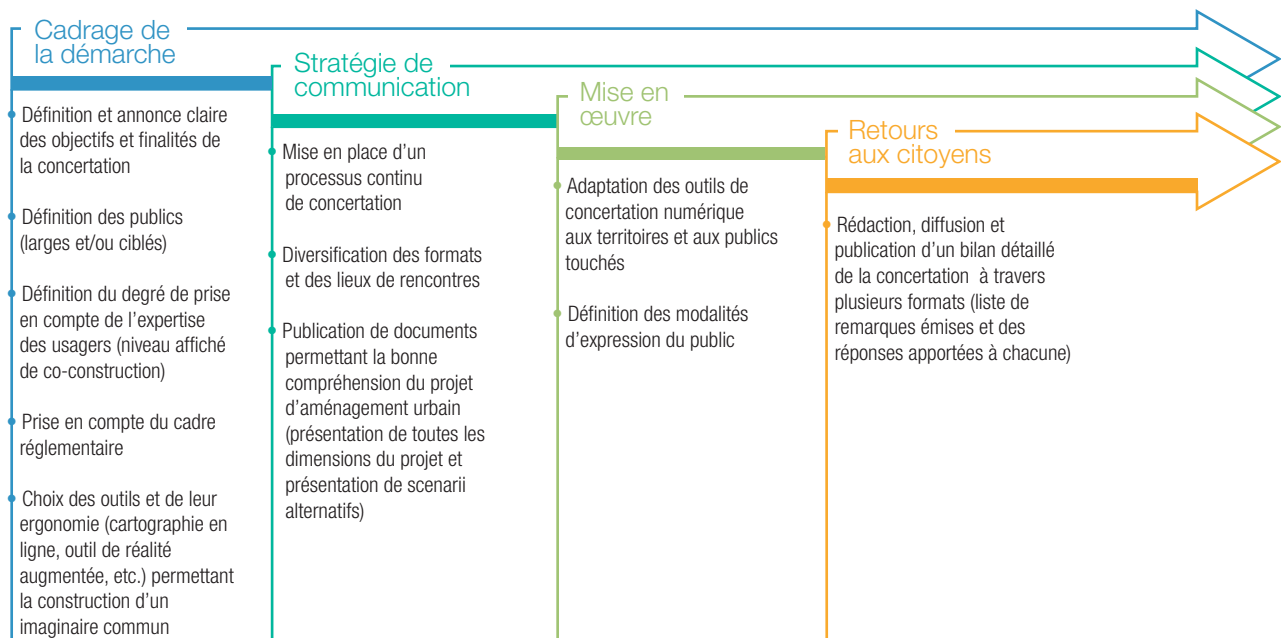 Cadrage de
la démarche
Définition et annonce claire
des objectifs et finalités de
la concertation
Définition des publics
(larges et/ou ciblés)
Définition du degré de prise
en compte de l’expertise
des usagers (niveau affiché
de co-construction)
Prise en compte du cadre
réglementaire
Choix des outils et de leur
ergonomie (cartographie en
ligne, outil de réalité
augmentée, etc.) permettant
la construction d’un
imaginaire commun
Stratégie de
communication
Mise en place d’un
processus continu
de concertation
Diversification des formats
et des lieux de rencontres
Publication de documents
permettant la bonne
compréhension du projet
d’aménagement urbain
(présentation de toutes les
dimensions du projet et
présentation de scenarii
alternatifs)
Mise en
œuvre
Adaptation des outils de
concertation numérique
aux territoires et aux publics
touchés
Définition des modalités
d’expression du public
Retours
aux citoyens
Rédaction, diffusion et
publication d’un bilan détaillé
de la concertation à travers
plusieurs formats (liste de
remarques émises et des
réponses apportées à chacune)